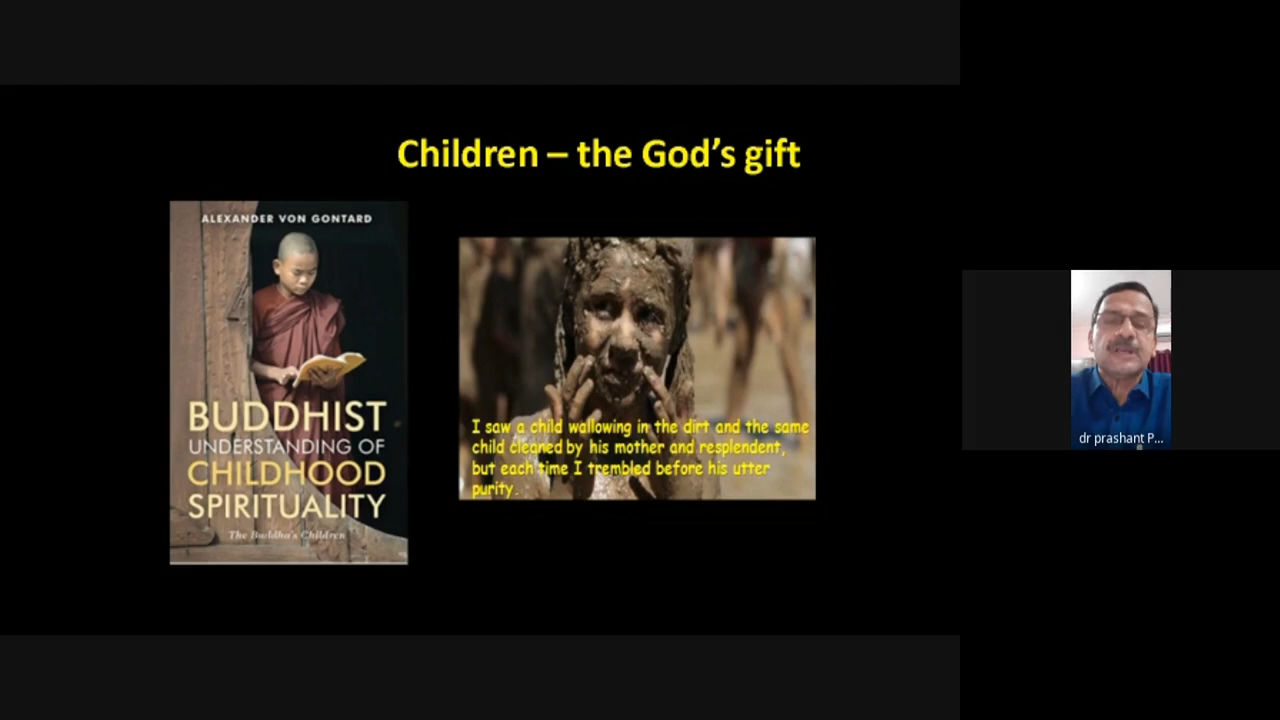 Children – the God's gift
ALEXANDER VON GONTARD
BUDDHIST
UNDERSTANDING OF
CHILDHOOD
SPIRITUALITY
The Buddha's Children
I saw a child wallowing in the dirt and the same
child cleaned by his mother and resplendent,
but each time I trembled before his utter
purity.
dr prashant P...